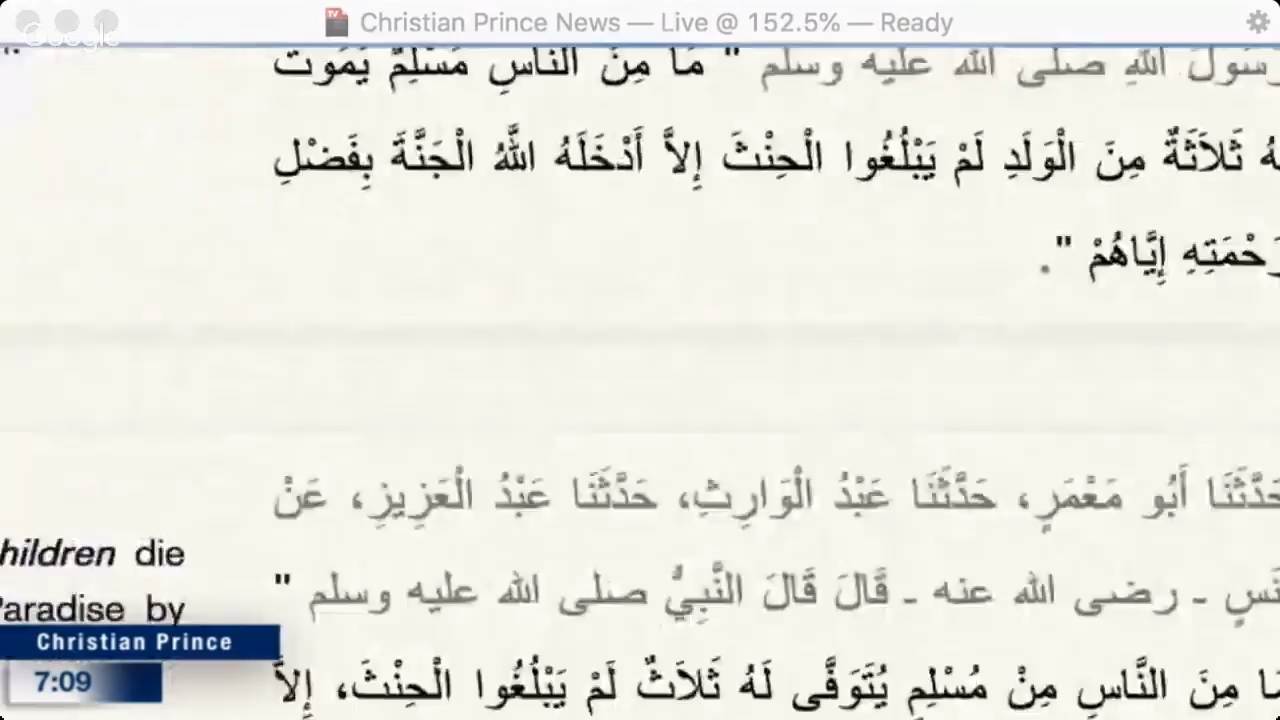 Google
Christian Prince News — Live @ 152.5% — Ready
صلى الله عليه وسلم " مَا مِنَ النَّاسِ مُسْلِمٌ يَمُوتُ
ثَلاَثَةٌ مِنَ الْوَلَدِ لَمْ يَبْلُغُوا الْحِنْثَ إِلاَّ أَدْخَلَهُ اللَّهُ الْجَنَّةَ بِفَضْلِ
إِيَّاهُمْ ".
أَبُو مَعْمَرٍ، حَدَّثَنَا عَبْدُ الْوَارِثِ، حَدَّثَنَا عَبْدُ الْعَزِيزِ، عَنْ
ـ رضى الله عنه ـ قَالَ قَالَ النَّبِيُّ صلى الله عليه وسلم "
مِنَ النَّاسِ مِنْ مُسْلِمٍ يُتَوَفَّى لَهُ ثَلاَثٌ لَمْ يَبْلُغُوا الْحِنْثَ، إِلاَّ
hildren die
Paradise by
Christian Prince
7:09